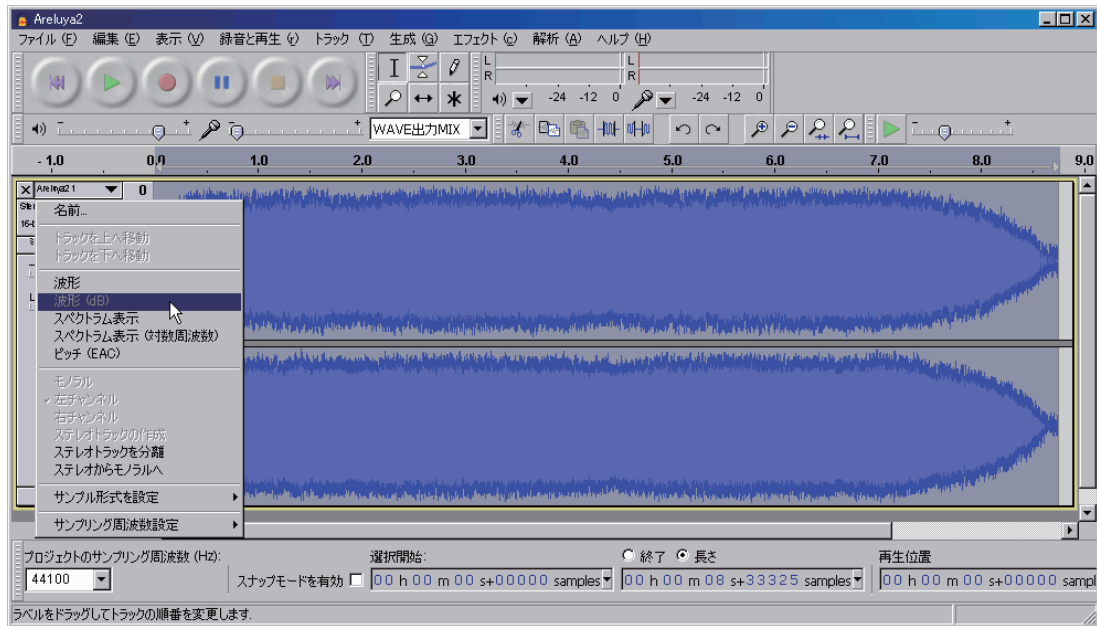 Areluya2
ファイル (F) 編集 (E) 表示 (V) 録音と再生 トラック (T) 生成 (G) エフェクト (C) 解析 (A) ヘルプ (H)
L
R
L
R
-24 -12 0
-24 -12 0
WAVE出力MIX
- 1.0 0.0 1.0 2.0 3.0 4.0 5.0 6.0 7.0 8.0 9.0
Areluya2 1
0
名前...
トラックを上へ移動
トラックを下へ移動
波形
波形 (dB)
スペクトラム表示
スペクトラム表示 (対数周波数)
ピッチ (EAC)
モノラル
左チャンネル
右チャンネル
ステレオトラックの作成
ステレオトラックを分離
ステレオからモノラルへ
サンプル形式を設定
サンプリング周波数設定
プロジェクトのサンプリング周波数 (Hz): 選択開始: 終了 長さ 再生位置
44100 スナップモードを有効 00 h 00 m 00 s+00000 samples 00 h 00 m 08 s+33325 samples 00 h 00 m 00 s+00000 sampl
ラベルをドラッグしてトラックの順番を変更します.